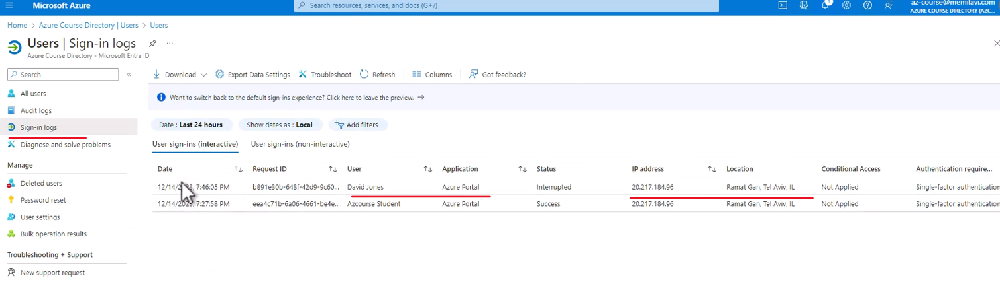 Microsoft Azure
Search resources, services, and docs (G+/)
1
az-course@memilavi.com
AZURE COURSE DIRECTORY (AZC...
Home > Azure Course Directory | Users > Users
Users | Sign-in logs
...
Azure Course Directory - Microsoft Entra ID
Search
«
All users
Audit logs
Sign-in logs
Diagnose and solve problems
Manage
Deleted users
Password reset
User settings
Bulk operation results
Troubleshooting + Support
New support request
Download
Export Data Settings
Troubleshoot
Refresh
Columns
Got feedback?
Want to switch back to the default sign-ins experience? Click here to leave the preview. →
Date : Last 24 hours
Show dates as : Local
Add filters
User sign-ins (interactive)
User sign-ins (non-interactive)
Date Request ID User Application Status IP address Location Conditional Access Authentication require...
12/14/2023, 7:46:05 PM b891e30b-648f-42d9-9c60... David Jones Azure Portal Interrupted 20.217.184.96 Ramat Gan, Tel Aviv, IL Not Applied Single-factor authentication
12/14/2023, 7:27:58 PM eea4c71b-6a06-4661-be4e... Azcourse Student Azure Portal Success 20.217.184.96 Ramat Gan, Tel Aviv, IL Not Applied Single-factor authentication